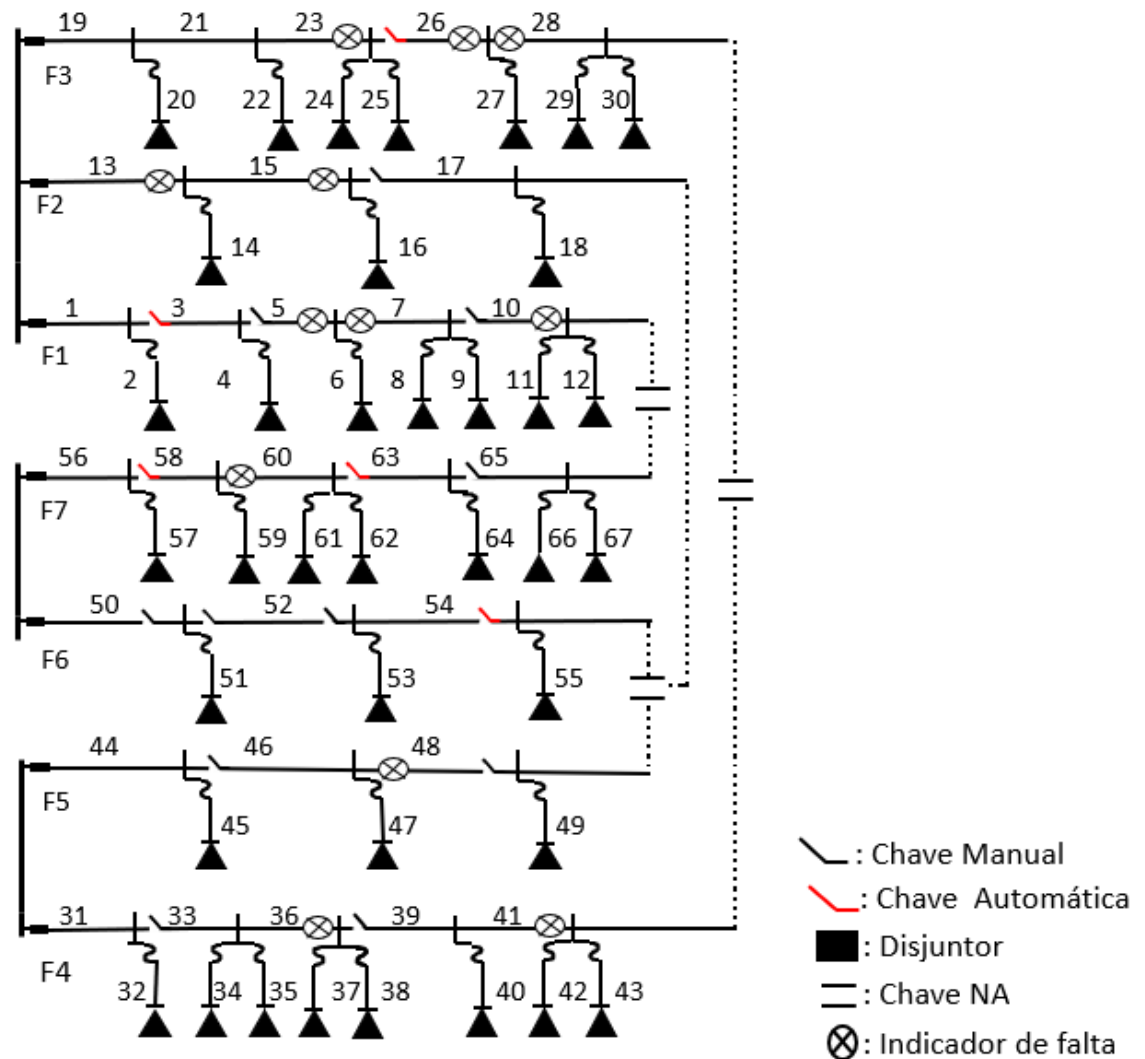 19 21 23 26 28
F3
20 22 24 25 27 29 30
13 15 17
F2
14 16 18
1 3 5 7 10
F1
2 4 6 8 9 11 12
56 58 60 63 65
F7
57 59 61 62 64 66 67
50 52 54
F6
51 53 55
44 46 48
F5
45 47 49
: Chave Manual
31 33 36 39 41
: Chave Automática
F4
: Disjuntor
32 34 35 37 38 40 42 43
: Chave NA
: Indicador de falta